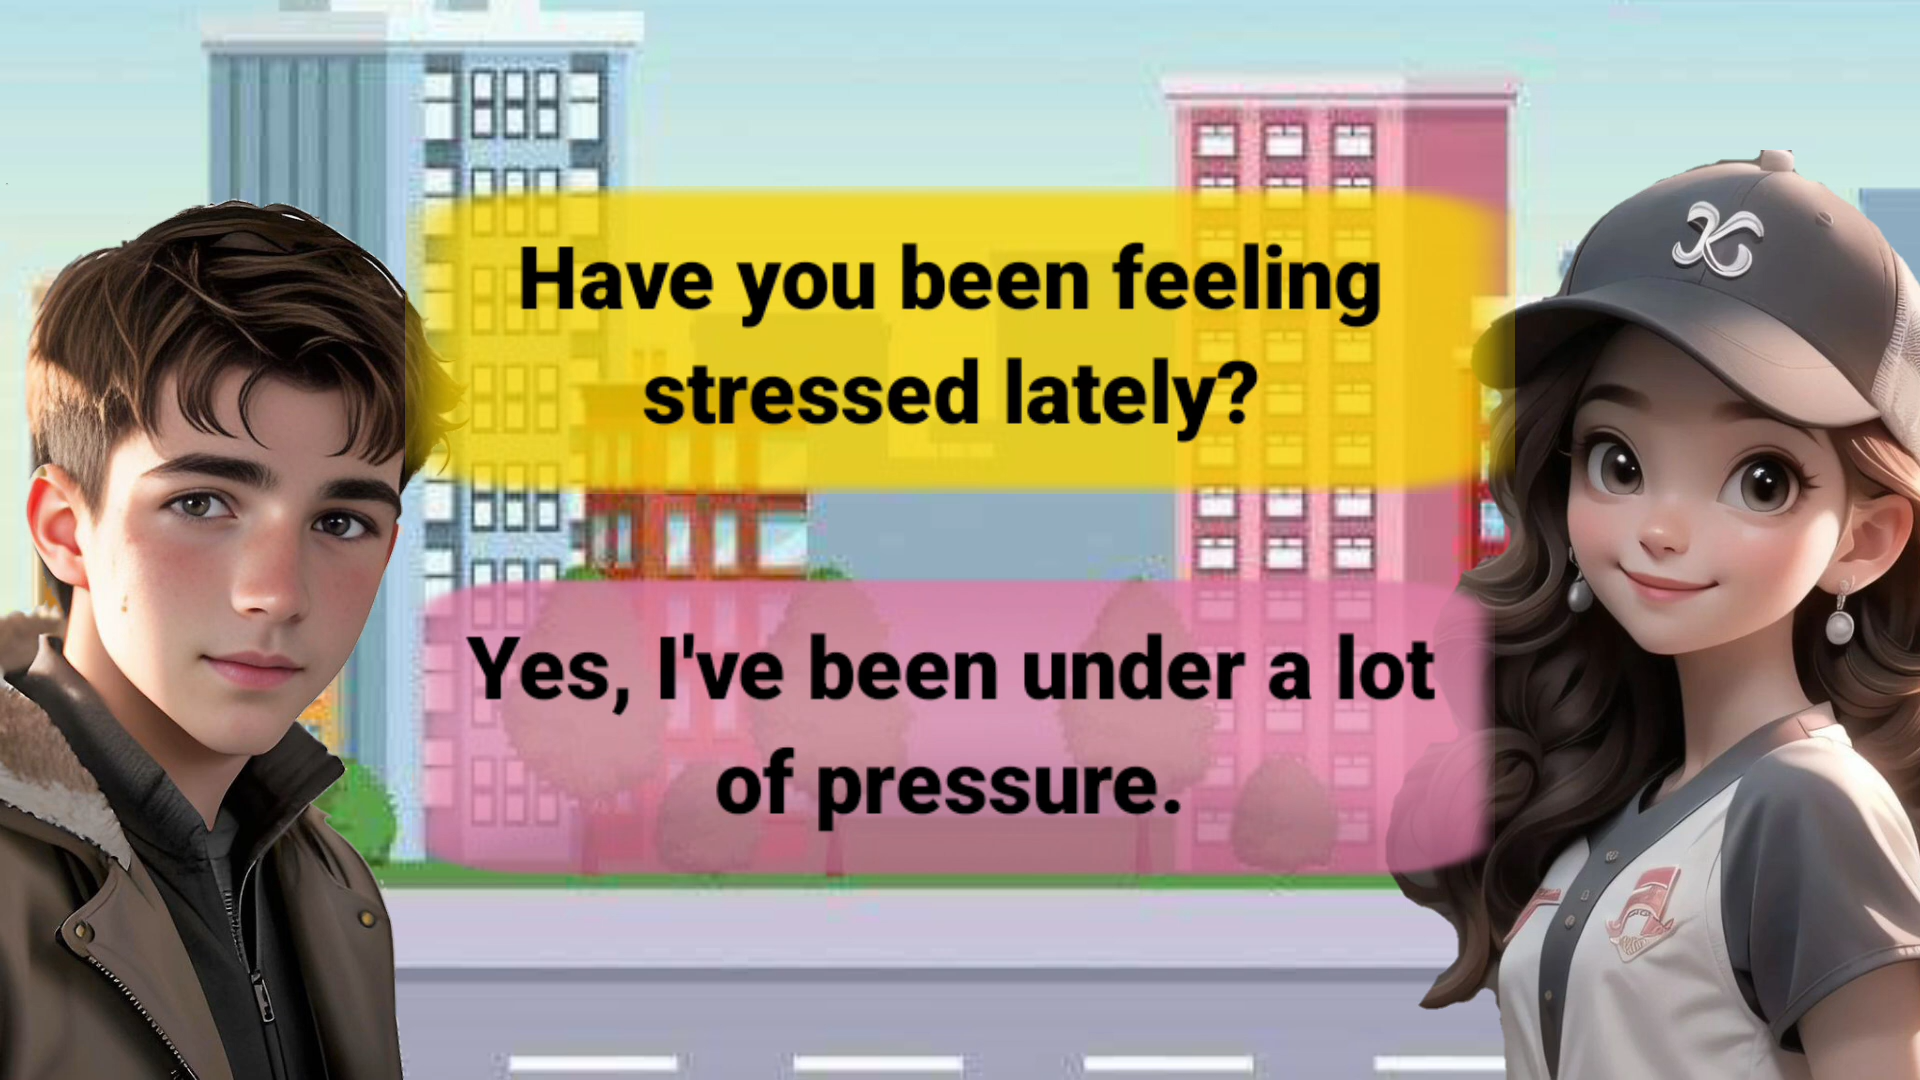 Have you been feeling
stressed lately?
Yes, I've been under a lot
of pressure.